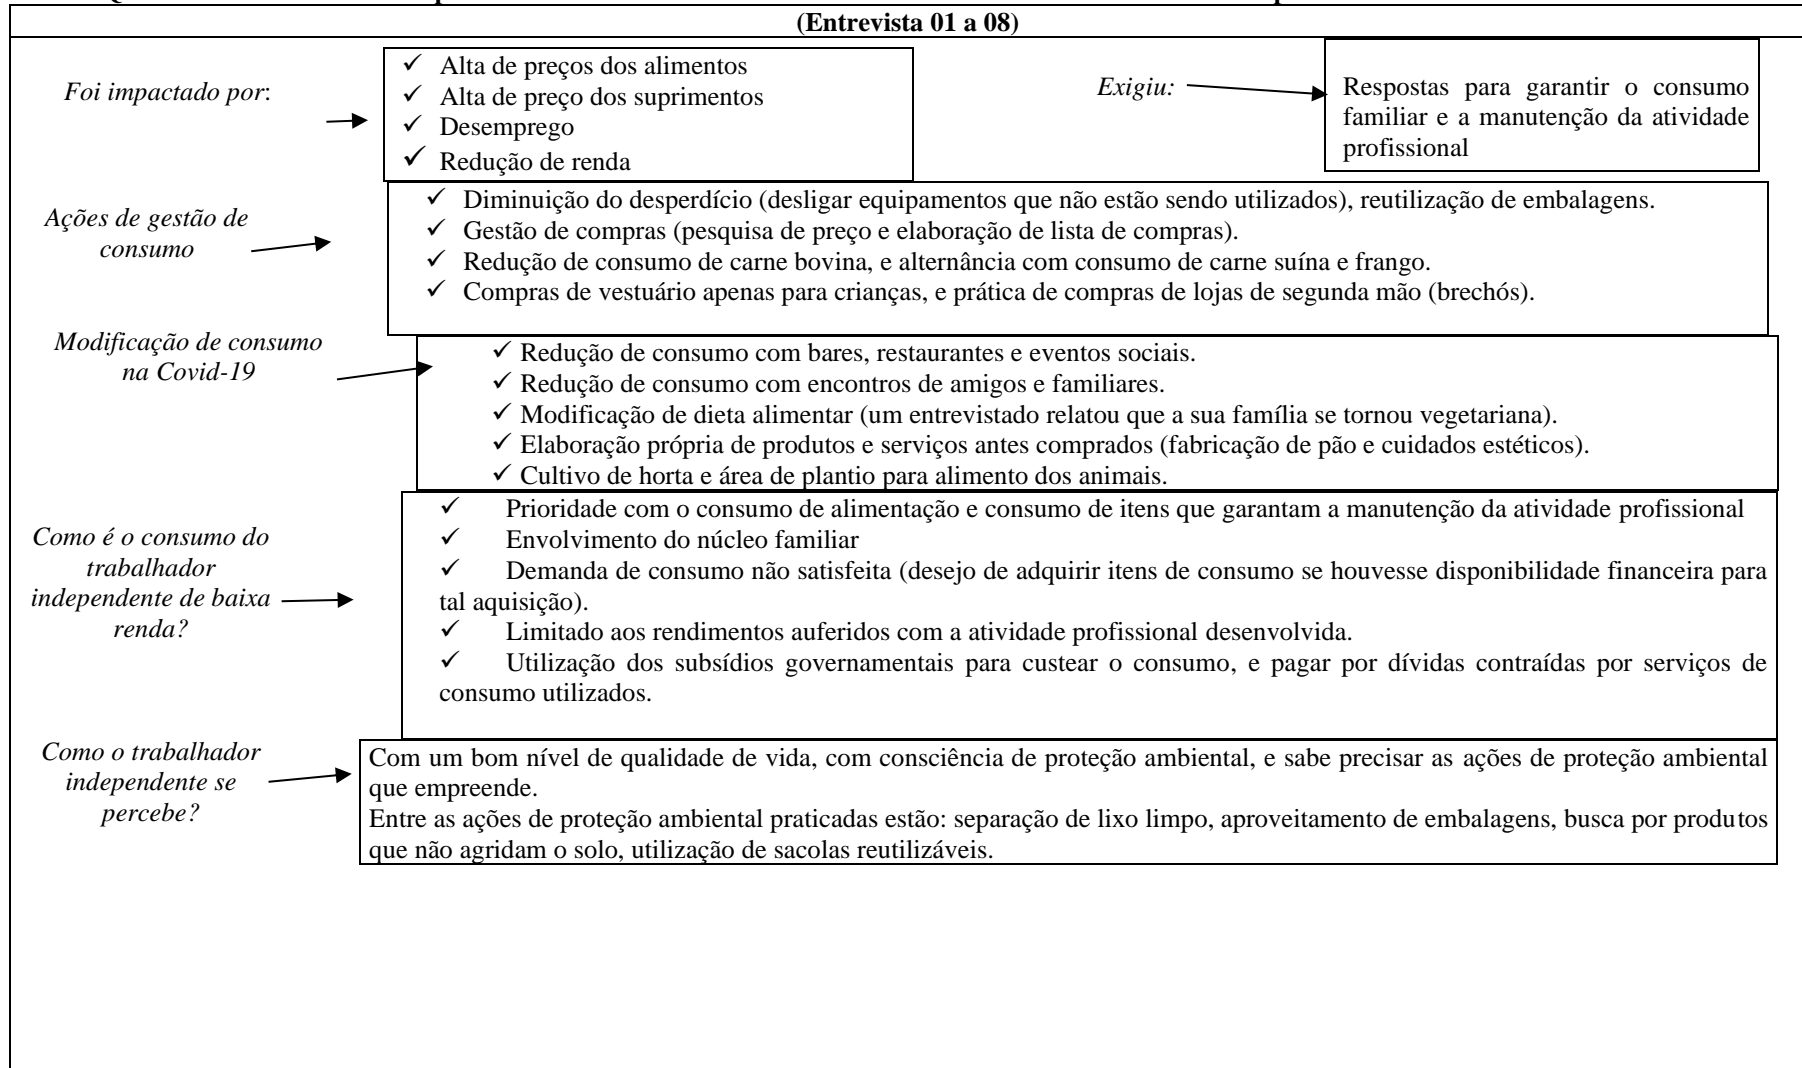 (Entrevista 01 a 08)
Foi impactado por:
✓ Alta de preços dos alimentos
✓ Alta de preço dos suprimentos
✓ Desemprego
✓ Redução de renda
Exigiu:
Respostas para garantir o consumo
familiar e a manutenção da atividade
profissional
Ações de gestão de
consumo
✓ Diminuição do desperdício (desligar equipamentos que não estão sendo utilizados), reutilização de embalagens.
✓ Gestão de compras (pesquisa de preço e elaboração de lista de compras).
✓ Redução de consumo de carne bovina, e alternância com consumo de carne suína e frango.
✓ Compras de vestuário apenas para crianças, e prática de compras de lojas de segunda mão (brechós).
Modificação de consumo
na Covid-19
✓ Redução de consumo com bares, restaurantes e eventos sociais.
✓ Redução de consumo com encontros de amigos e familiares.
✓ Modificação de dieta alimentar (um entrevistado relatou que a sua família se tornou vegetariana).
✓ Elaboração própria de produtos e serviços antes comprados (fabricação de pão e cuidados estéticos).
✓ Cultivo de horta e área de plantio para alimento dos animais.
Como é o consumo do
trabalhador
independente de baixa
renda?
✓ Prioridade com o consumo de alimentação e consumo de itens que garantam a manutenção da atividade profissional
✓ Envolvimento do núcleo familiar
✓ Demanda de consumo não satisfeita (desejo de adquirir itens de consumo se houvesse disponibilidade financeira para
tal aquisição).
✓ Limitado aos rendimentos auferidos com a atividade profissional desenvolvida.
✓ Utilização dos subsídios governamentais para custear o consumo, e pagar por dívidas contraídas por serviços de
consumo utilizados.
Como o trabalhador
independente se
percebe?
Com um bom nível de qualidade de vida, com consciência de proteção ambiental, e sabe precisar as ações de proteção ambiental
que empreende.
Entre as ações de proteção ambiental praticadas estão: separação de lixo limpo, aproveitamento de embalagens, busca por produtos
que não agridam o solo, utilização de sacolas reutilizáveis.